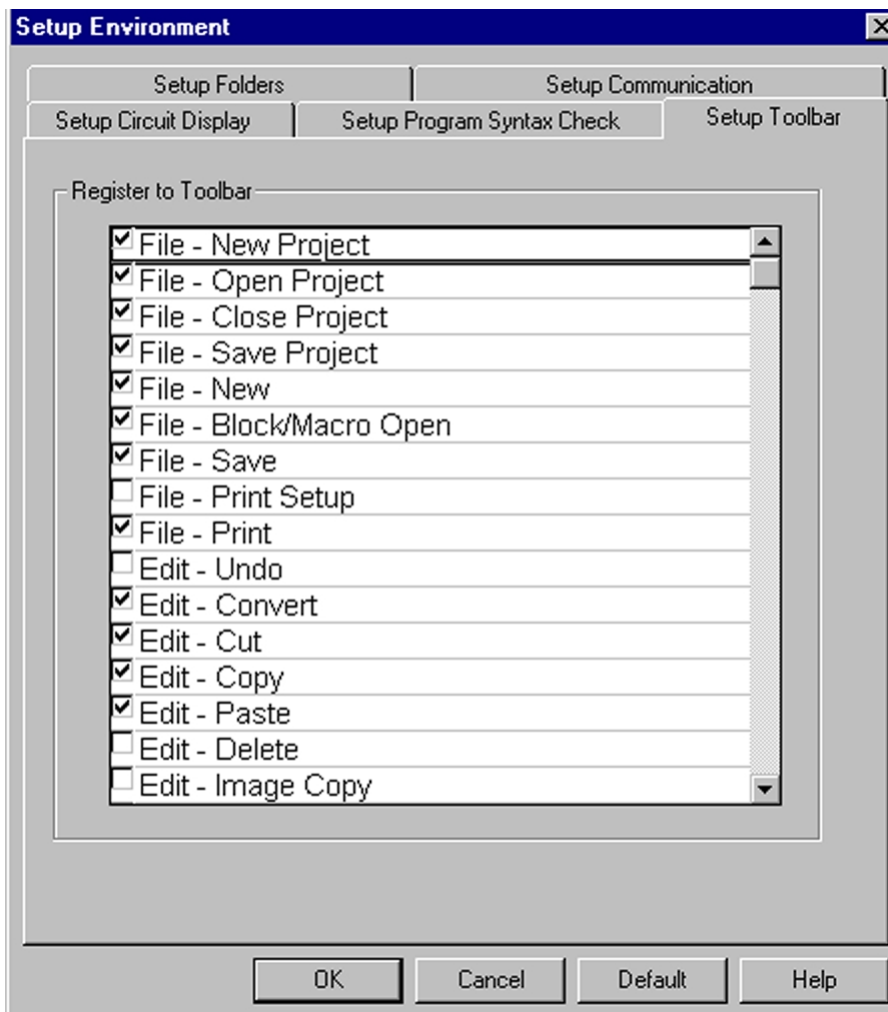 Setup Environment
Setup Folders
Setup Communication
Setup Circuit Display
Setup Program Syntax Check
Setup Toolbar
Register to Toolbar
File - New Project
File - Open Project
File - Close Project
File - Save Project
File - New
File - Block/Macro Open
File - Save
File - Print Setup
File - Print
Edit - Undo
Edit - Convert
Edit - Cut
Edit - Copy
Edit - Paste
Edit - Delete
Edit - Image Copy
OK
Cancel
Default
Help